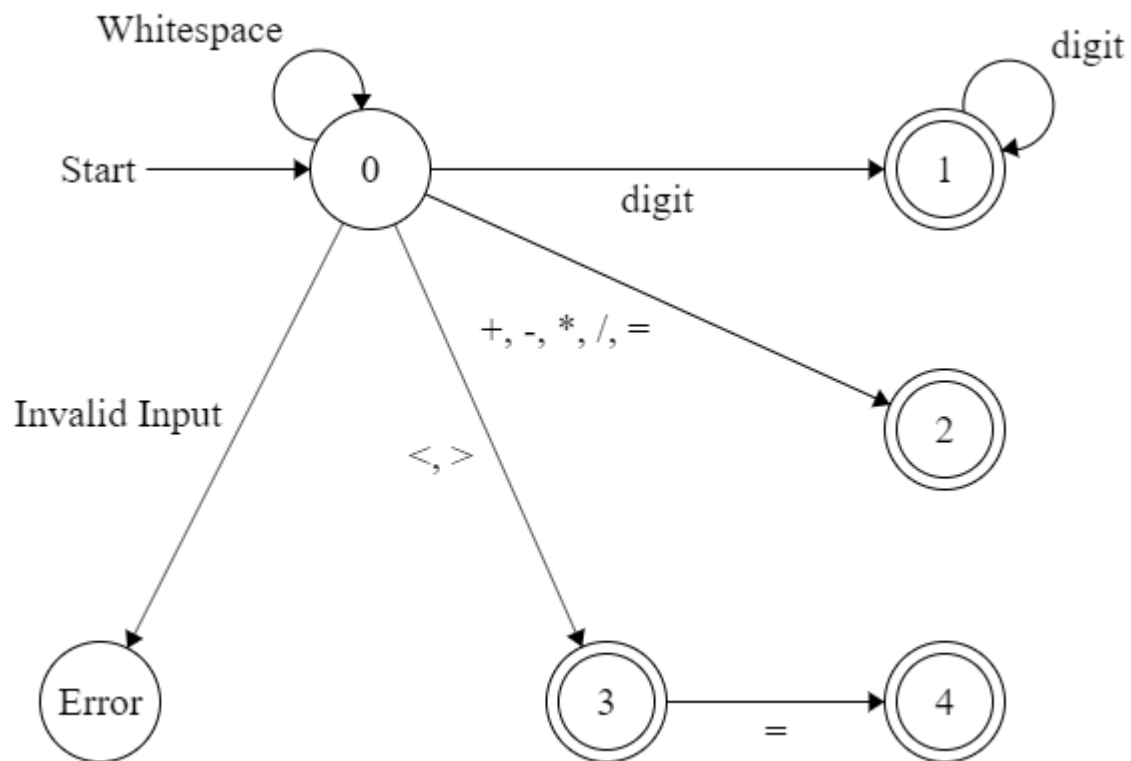 Whitespace
digit
Start
0
1
digit
+, -, *, /, =
Invalid Input
2
<, >
Error
3
4
=